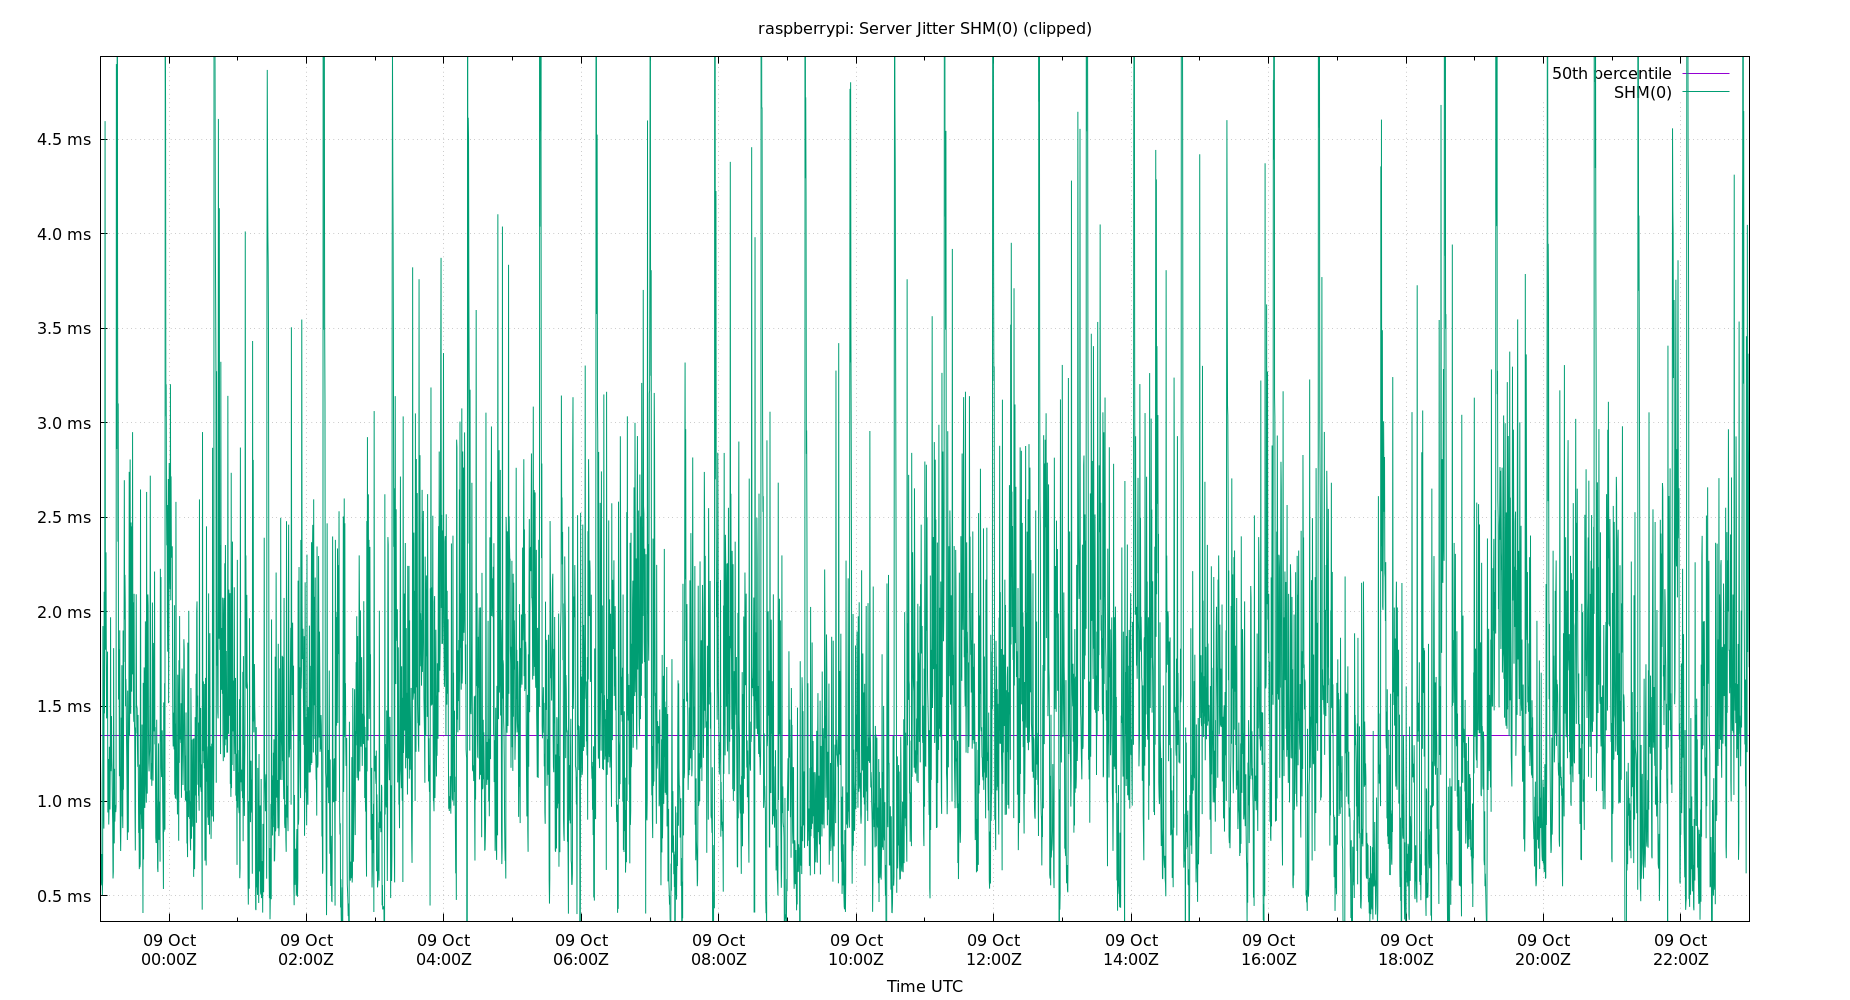 raspberrypi: Server Jitter SHM(0) (clipped)
50th percentile
SHM(0)
4.5 ms
4.0 ms
3.5 ms
3.0 ms
2.5 ms
2.0 ms
1.5 ms
1.0 ms
0.5 ms
09 Oct 09 Oct 09 Oct 09 Oct 09 Oct 09 Oct 09 Oct 09 Oct 09 Oct 09 Oct 09 Oct 09 Oct
00:00Z 02:00Z 04:00Z 06:00Z 08:00Z 10:00Z 12:00Z 14:00Z 16:00Z 18:00Z 20:00Z 22:00Z
Time UTC